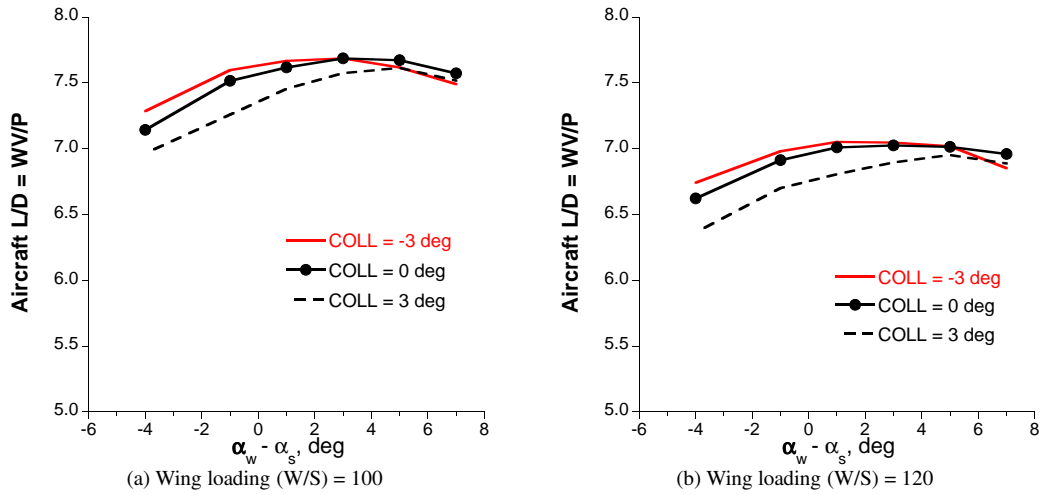 8.0
7.5
7.0
6.5
6.0
5.5
5.0
Aircraft L/D = WV/P
COLL = -3 deg
COLL = 0 deg
COLL = 3 deg
-6 -4 -2 0 2 4 6 8
αw - αs, deg
(a) Wing loading (W/S) = 100
8.0
7.5
7.0
6.5
6.0
5.5
5.0
Aircraft L/D = WV/P
COLL = -3 deg
COLL = 0 deg
COLL = 3 deg
-6 -4 -2 0 2 4 6 8
αw - αs, deg
(b) Wing loading (W/S) = 120